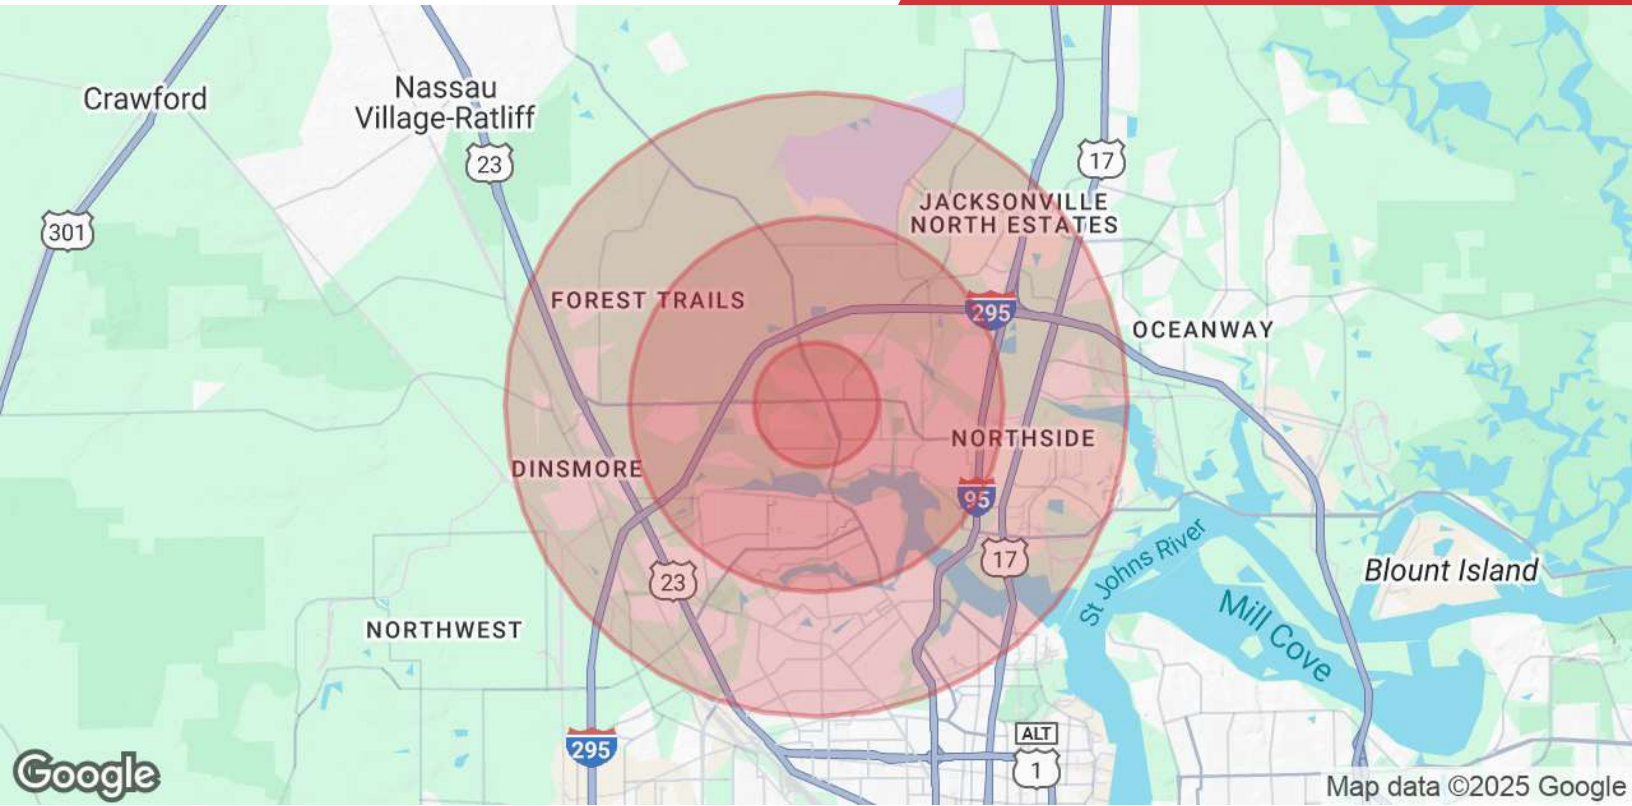 Crawford
Nassau
Village-Ratliff
23
17
301
JACKSONVILLE
NORTH ESTATES
FOREST TRAILS
295
OCEANWAY
NORTHSIDE
DINSMORE
95
17
23
St Johns River
Blount Island
Mill Cove
NORTHWEST
ALT
1
295
Google
Map data ©2025 Google